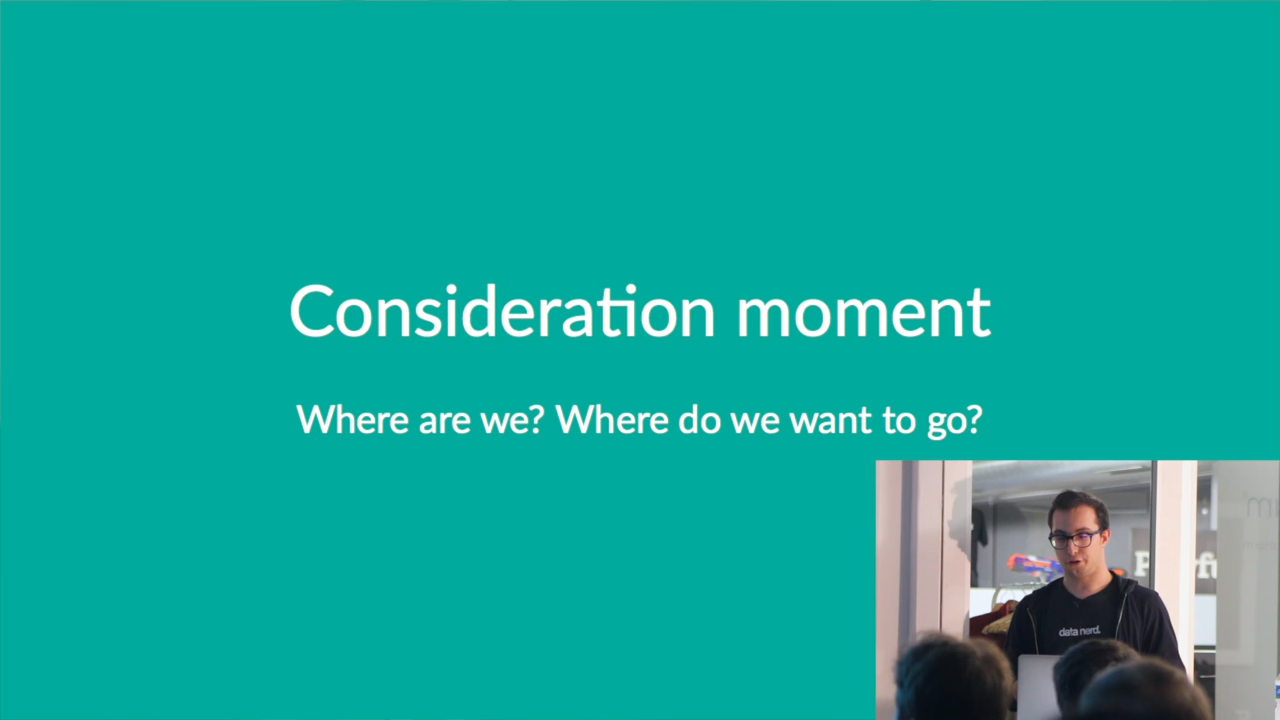 Consideration moment
Where are we? Where do we want to go?
data nerd.